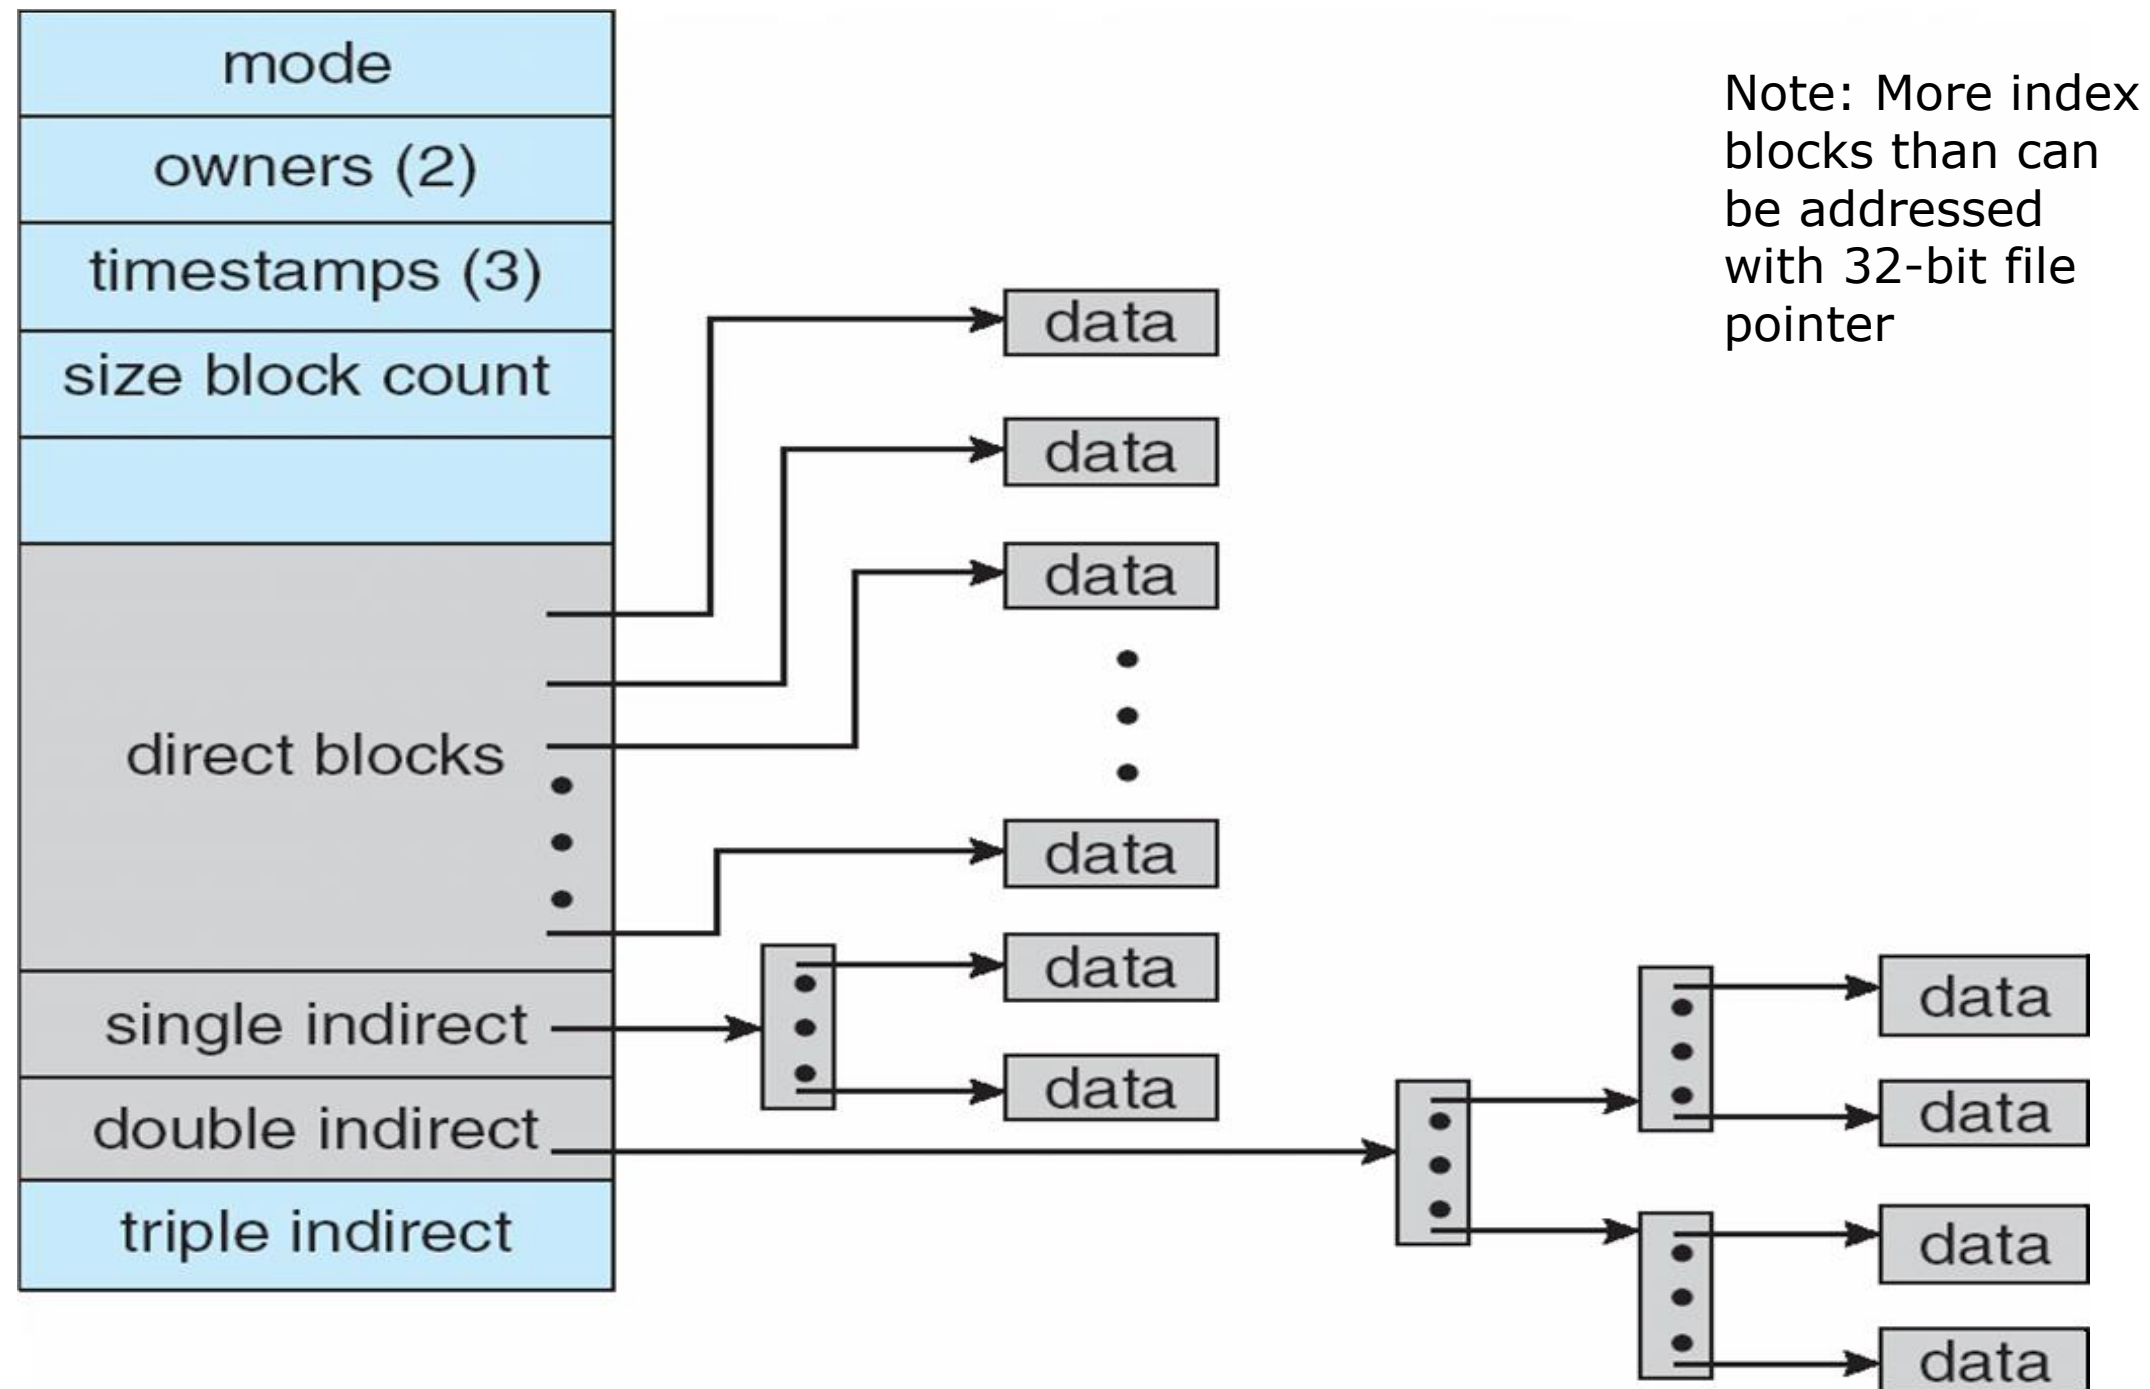 mode
owners (2)
timestamps (3)
size block count
direct blocks
single indirect
double indirect
triple indirect
data
data
data
data
data
data
data
data
data
data
Note: More index
blocks than can
be addressed
with 32-bit file
pointer